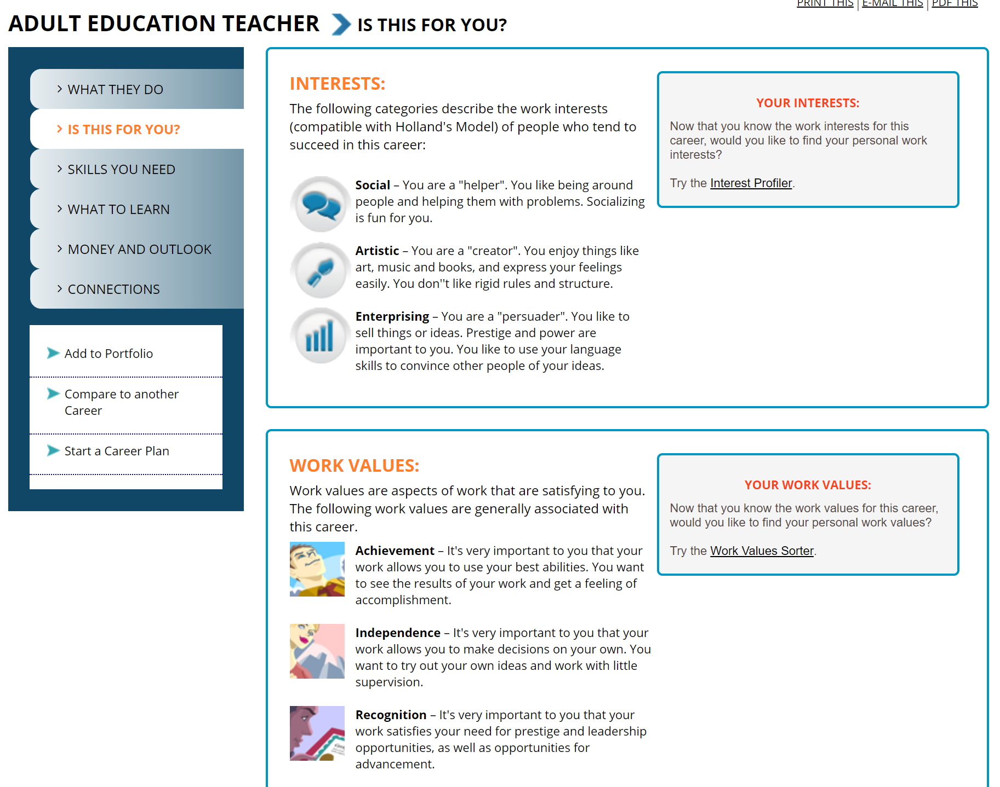 PRINT THIS | E-MAIL THIS | PDF THIS
ADULT EDUCATION TEACHER IS THIS FOR YOU?
WHAT THEY DO
IS THIS FOR YOU?
SKILLS YOU NEED
WHAT TO LEARN
MONEY AND OUTLOOK
CONNECTIONS
Add to Portfolio
Compare to another
Career
Start a Career Plan
INTERESTS:
The following categories describe the work interests
(compatible with Holland's Model) of people who tend to
succeed in this career:
Social – You are a "helper". You like being around
people and helping them with problems. Socializing
is fun for you.
Artistic – You are a "creator". You enjoy things like
art, music and books, and express your feelings
easily. You don''t like rigid rules and structure.
Enterprising – You are a "persuader". You like to
sell things or ideas. Prestige and power are
important to you. You like to use your language
skills to convince other people of your ideas.
YOUR INTERESTS:
Now that you know the work interests for this
career, would you like to find your personal work
interests?
Try the Interest Profiler.
WORK VALUES:
Work values are aspects of work that are satisfying to you.
The following work values are generally associated with
this career.
Achievement – It's very important to you that your
work allows you to use your best abilities. You want
to see the results of your work and get a feeling of
accomplishment.
Independence – It's very important to you that your
work allows you to make decisions on your own. You
want to try out your own ideas and work with little
supervision.
Recognition – It's very important to you that your
work satisfies your need for prestige and leadership
opportunities, as well as opportunities for
advancement.
YOUR WORK VALUES:
Now that you know the work values for this career,
would you like to find your personal work values?
Try the Work Values Sorter.